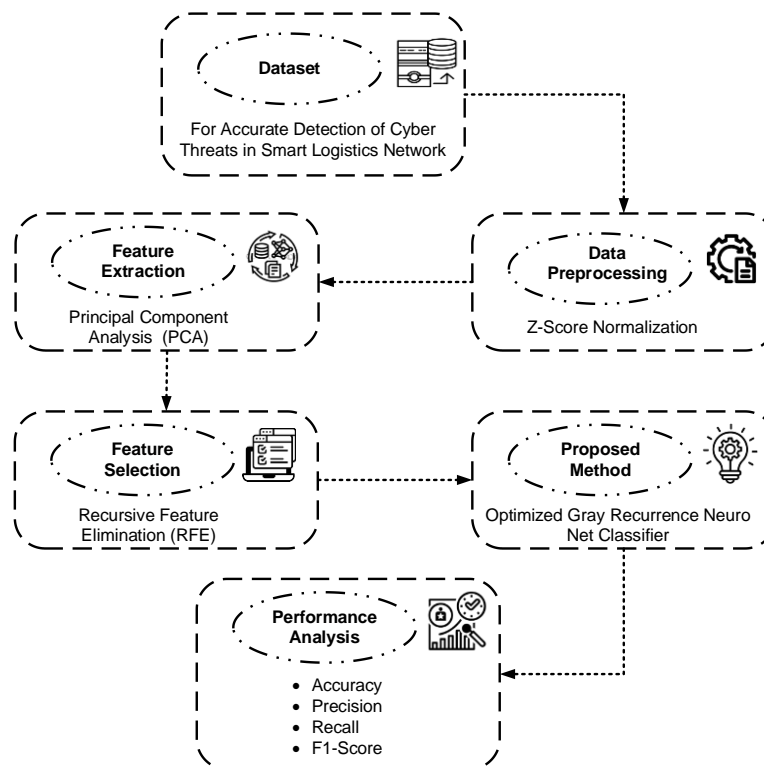 Dataset
For Accurate Detection of Cyber
Threats in Smart Logistics Network
Data
Preprocessing
Z-Score Normalization
Feature
Extraction
Principal Component
Analysis (PCA)
Feature
Selection
Recursive Feature
Elimination (RFE)
Proposed
Method
Optimized Gray Recurrence Neuro
Net Classifier
Performance
Analysis
• Accuracy
• Precision
• Recall
• F1-Score